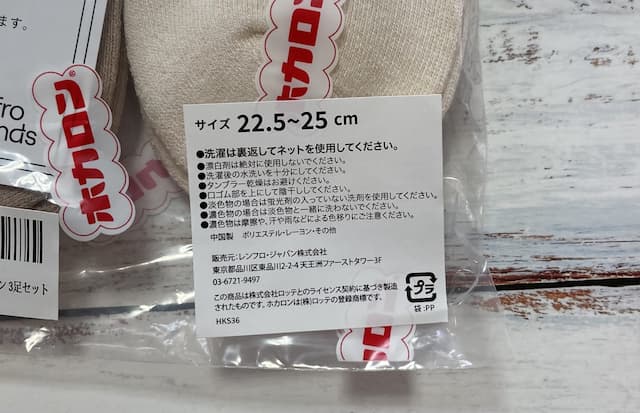 ます。
fro
nds
ン 3足セット
ホカロン®
ホカロン
サイズ 22.5~25 cm
●洗濯は裏返してネットを使用してください。
●漂白剤は絶対に使用しないでください。
●洗濯後の水洗いを十分にしてください。
●タンブラー乾燥はお避けください。
●口ゴム部を上にして陰干ししてください。
●淡色物の場合は蛍光剤の入っていない洗剤を使用してください。
●濃色物の場合は淡色物と一緒に洗わないでください。
●濃色物は摩擦や、汗や雨などによる色移りにご注意ください。
中国製 ポリエステル・レーヨン・その他
販売元:レンフロ・ジャパン株式会社
東京都品川区東品川2-2-4 天王洲ファーストタワー3F
03-6721-9497
この商品は株式会社ロッテとのライセンス契約に基づき製造
されたものです。ホカロンは(株)ロッテの登録商標です。
HKS36
プラ
袋:PP